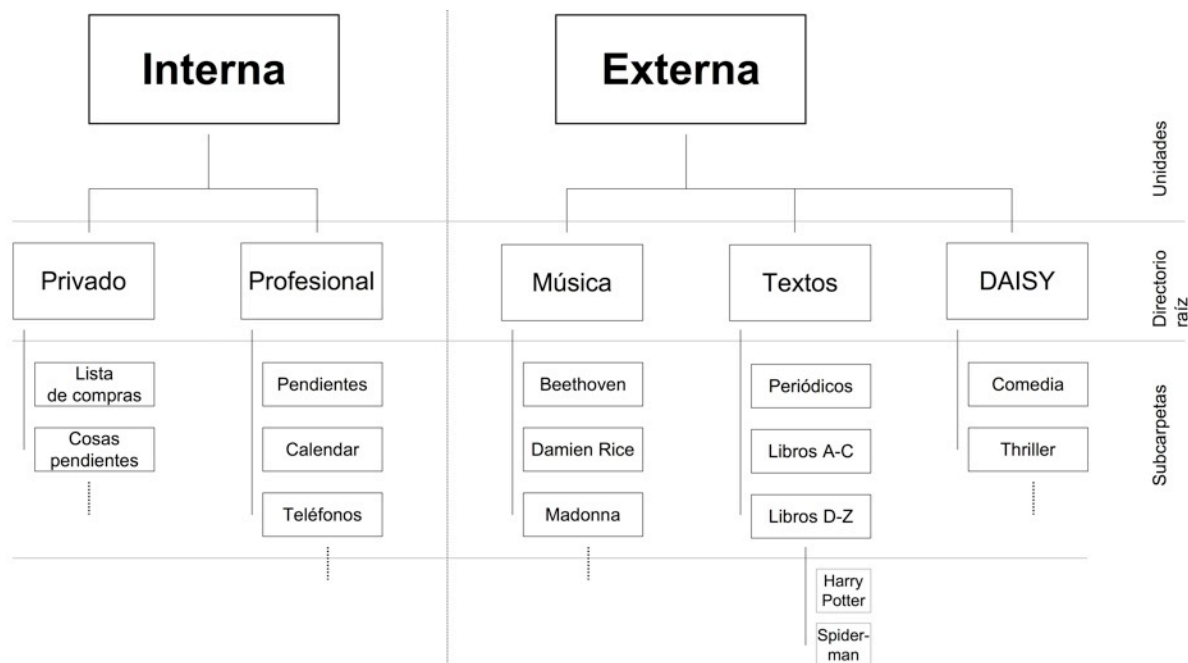 Interna
Externa
Unidades
Privado
Profesional
Música
Textos
DAISY
Directorio
raíz
Lista
de compras
Pendientes
Beethoven
Periódicos
Comedia
Cosas
pendientes
Calendar
Damien Rice
Libros A-C
Thriller
Subcarpetas
Teléfonos
Madonna
Libros D-Z
Harry
Potter
Spider-
man